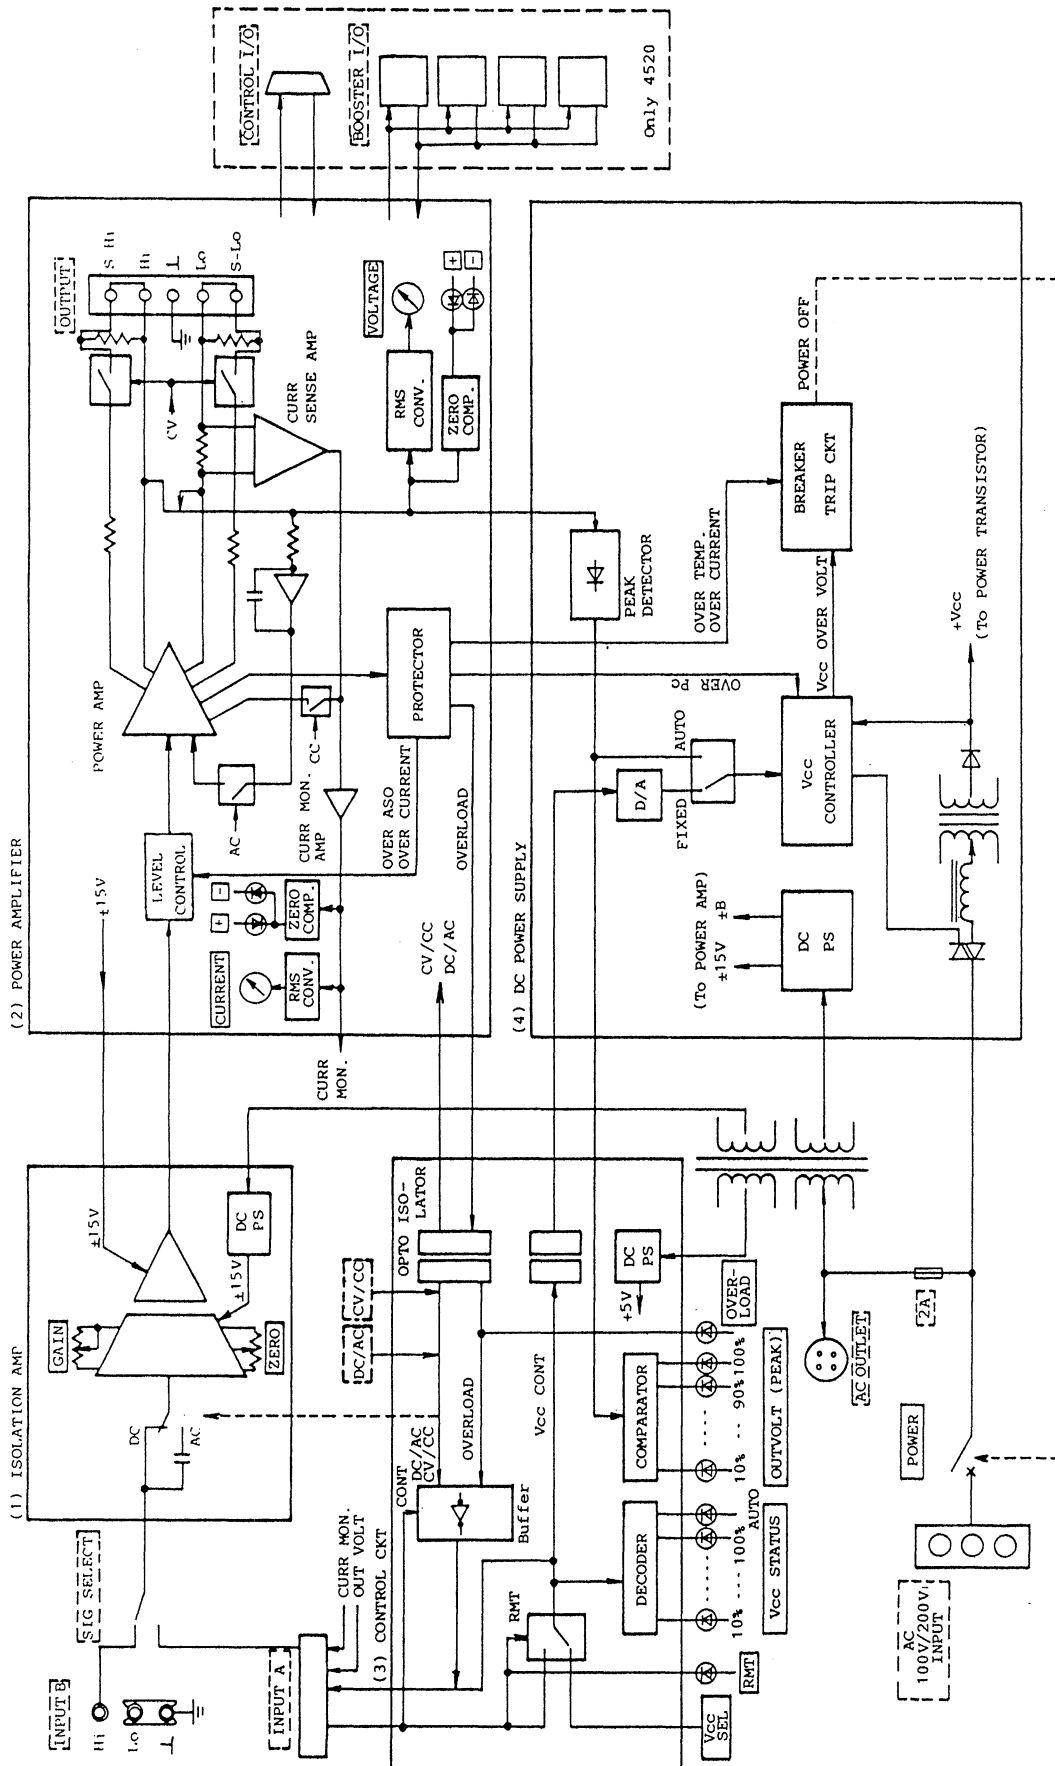 (1) ISOLATION AMP
SIG SELECT
INPUT B
Hi
Lo
INPUT A
CURR MON.
OUT VOLT
DC
AC
GAIN
ZERO
±15V
±15V
DC
PS
(2) POWER AMPLIFIER
±15V
LEVEL
CONTROL
POWER AMP
AC
CC
CURR MON.
AMP
CURRENT
RMS
CONV.
ZERO
COMP.
+
-
CURR
MON.
OVER ASO
OVER CURRENT
OVERLOAD
CV/CC
DC/AC
PROTECTOR
CV
CURR
SENSE AMP
OUTPUT
S Hi
Hi
Lo
S-Lo
VOLTAGE
RMS
CONV.
ZERO
COMP.
+
-
CONTROL I/O
BOOSTER I/O
Only 4520
(3) CONTROL CKT
CONT
DC/AC
CV/CC
OVERLOAD
Buffer
DC/AC
CV/CC
OPTO ISO-
LATOR
Vcc CONT
RMT
Vcc
SEL
RMT
DECODER
10% --- 100%
AUTO
Vcc STATUS
COMPARATOR
10% -- 90% 100%
OUTVOLT (PEAK)
OVER-
LOAD
+5V
DC
PS
(4) DC POWER SUPPLY
PEAK
DETECTOR
D/A
FIXED
AUTO
OVER Pc
OVER TEMP.
OVER CURRENT
Vcc
CONTROLLER
Vcc OVER VOLT
BREAKER
TRIP CKT
POWER OFF
(To POWER AMP)
±15V
±B
DC
PS
+Vcc
(To POWER TRANSISTOR)
AC OUTLET
2A
POWER
AC
100V/200V
INPUT